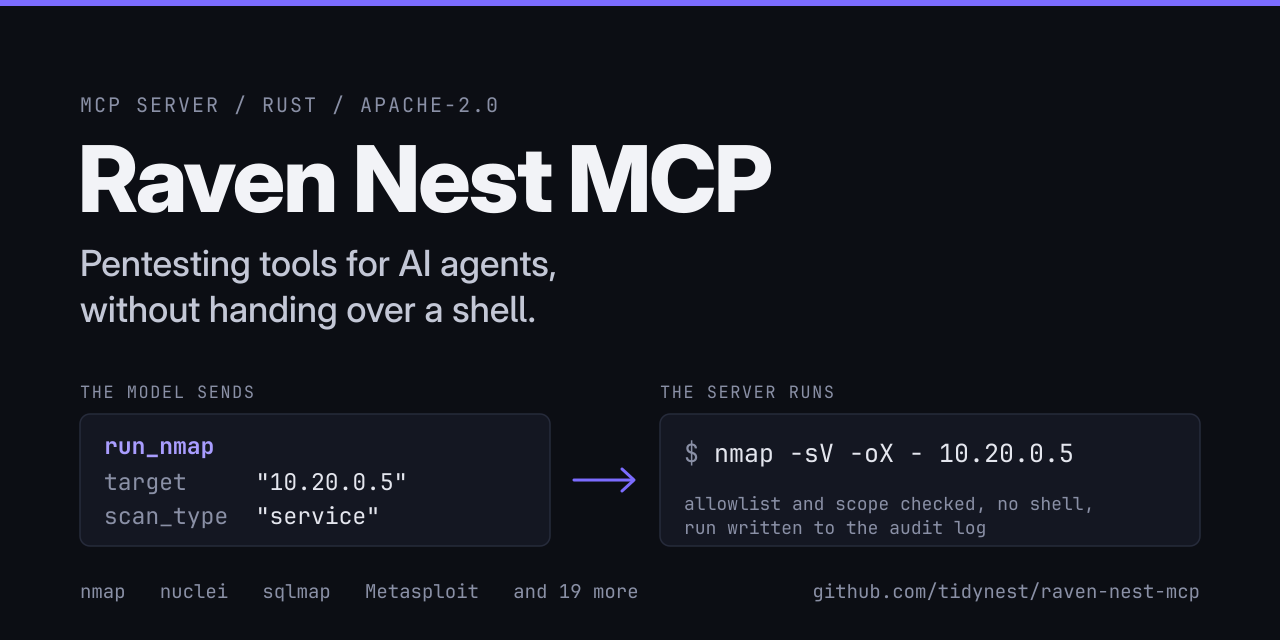 MCP SERVER / RUST / APACHE-2.0
Raven Nest MCP
Pentesting tools for AI agents,
without handing over a shell.
THE MODEL SENDS
run_nmap
target "10.20.0.5"
scan_type "service"
THE SERVER RUNS
$ nmap -sV -oX - 10.20.0.5
allowlist and scope checked, no shell,
run written to the audit log
nmap nuclei sqlmap Metasploit and 19 more
github.com/tidynest/raven-nest-mcp